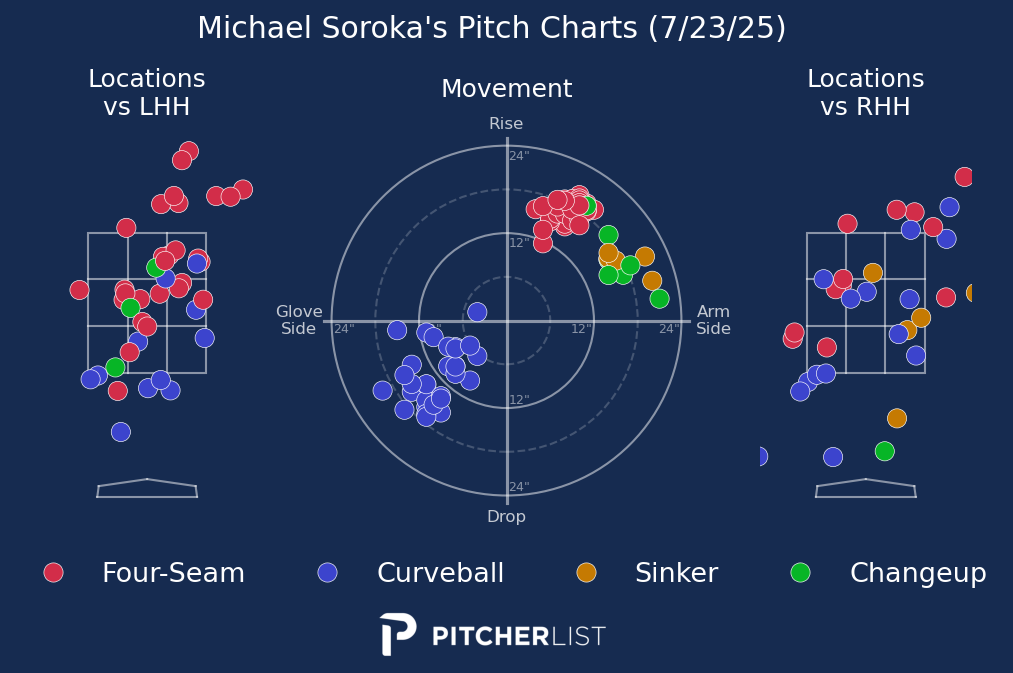 Michael Soroka's Pitch Charts (7/23/25)
Locations
vs LHH
Movement
Locations
vs RHH
Rise
24"
12"
Glove
Side
24"
12"
24"
Arm
Side
12"
24"
Drop
Four-Seam
Curveball
Sinker
Changeup
PITCHERLIST